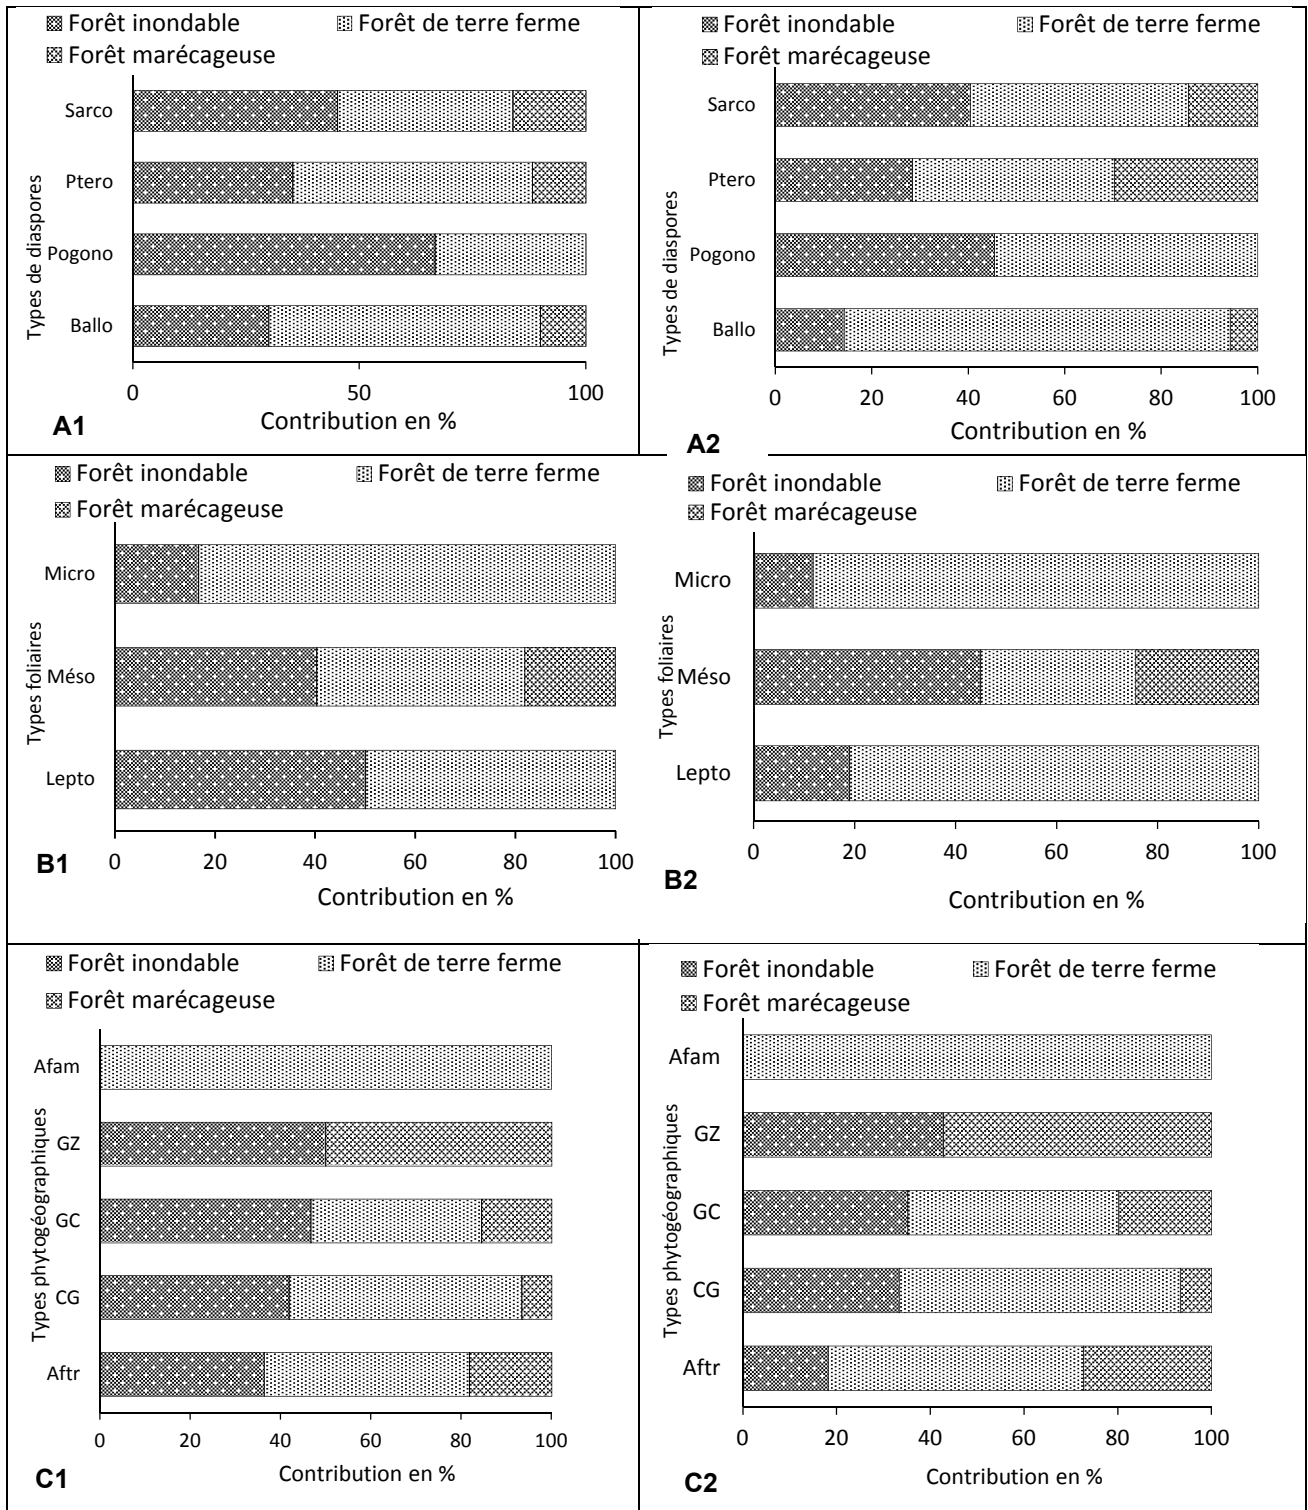 Forêt inondable Forêt de terre ferme
Forêt marécageuse
Types de diaspores
Sarco
Ptero
Pogono
Ballo
0 50 100
Contribution en %
A1
Forêt inondable Forêt de terre ferme
Forêt marécageuse
Types de diaspores
Sarco
Ptero
Pogono
Ballo
0 20 40 60 80 100
Contribution en %
A2
Forêt inondable Forêt de terre ferme
Forêt marécageuse
Types foliaires
Micro
Méso
Lepto
0 20 40 60 80 100
Contribution en %
B1
Forêt inondable Forêt de terre ferme
Forêt marécageuse
Types foliaires
Micro
Méso
Lepto
0 20 40 60 80 100
Contribution en %
B2
Forêt inondable Forêt de terre ferme
Forêt marécageuse
Types phytogéographiques
Afam
GZ
GC
CG
Aftr
0 20 40 60 80 100
Contribution en %
C1
Forêt inondable Forêt de terre ferme
Forêt marécageuse
Types phytogéographiques
Afam
GZ
GC
CG
Aftr
0 20 40 60 80 100
Contribution en %
C2